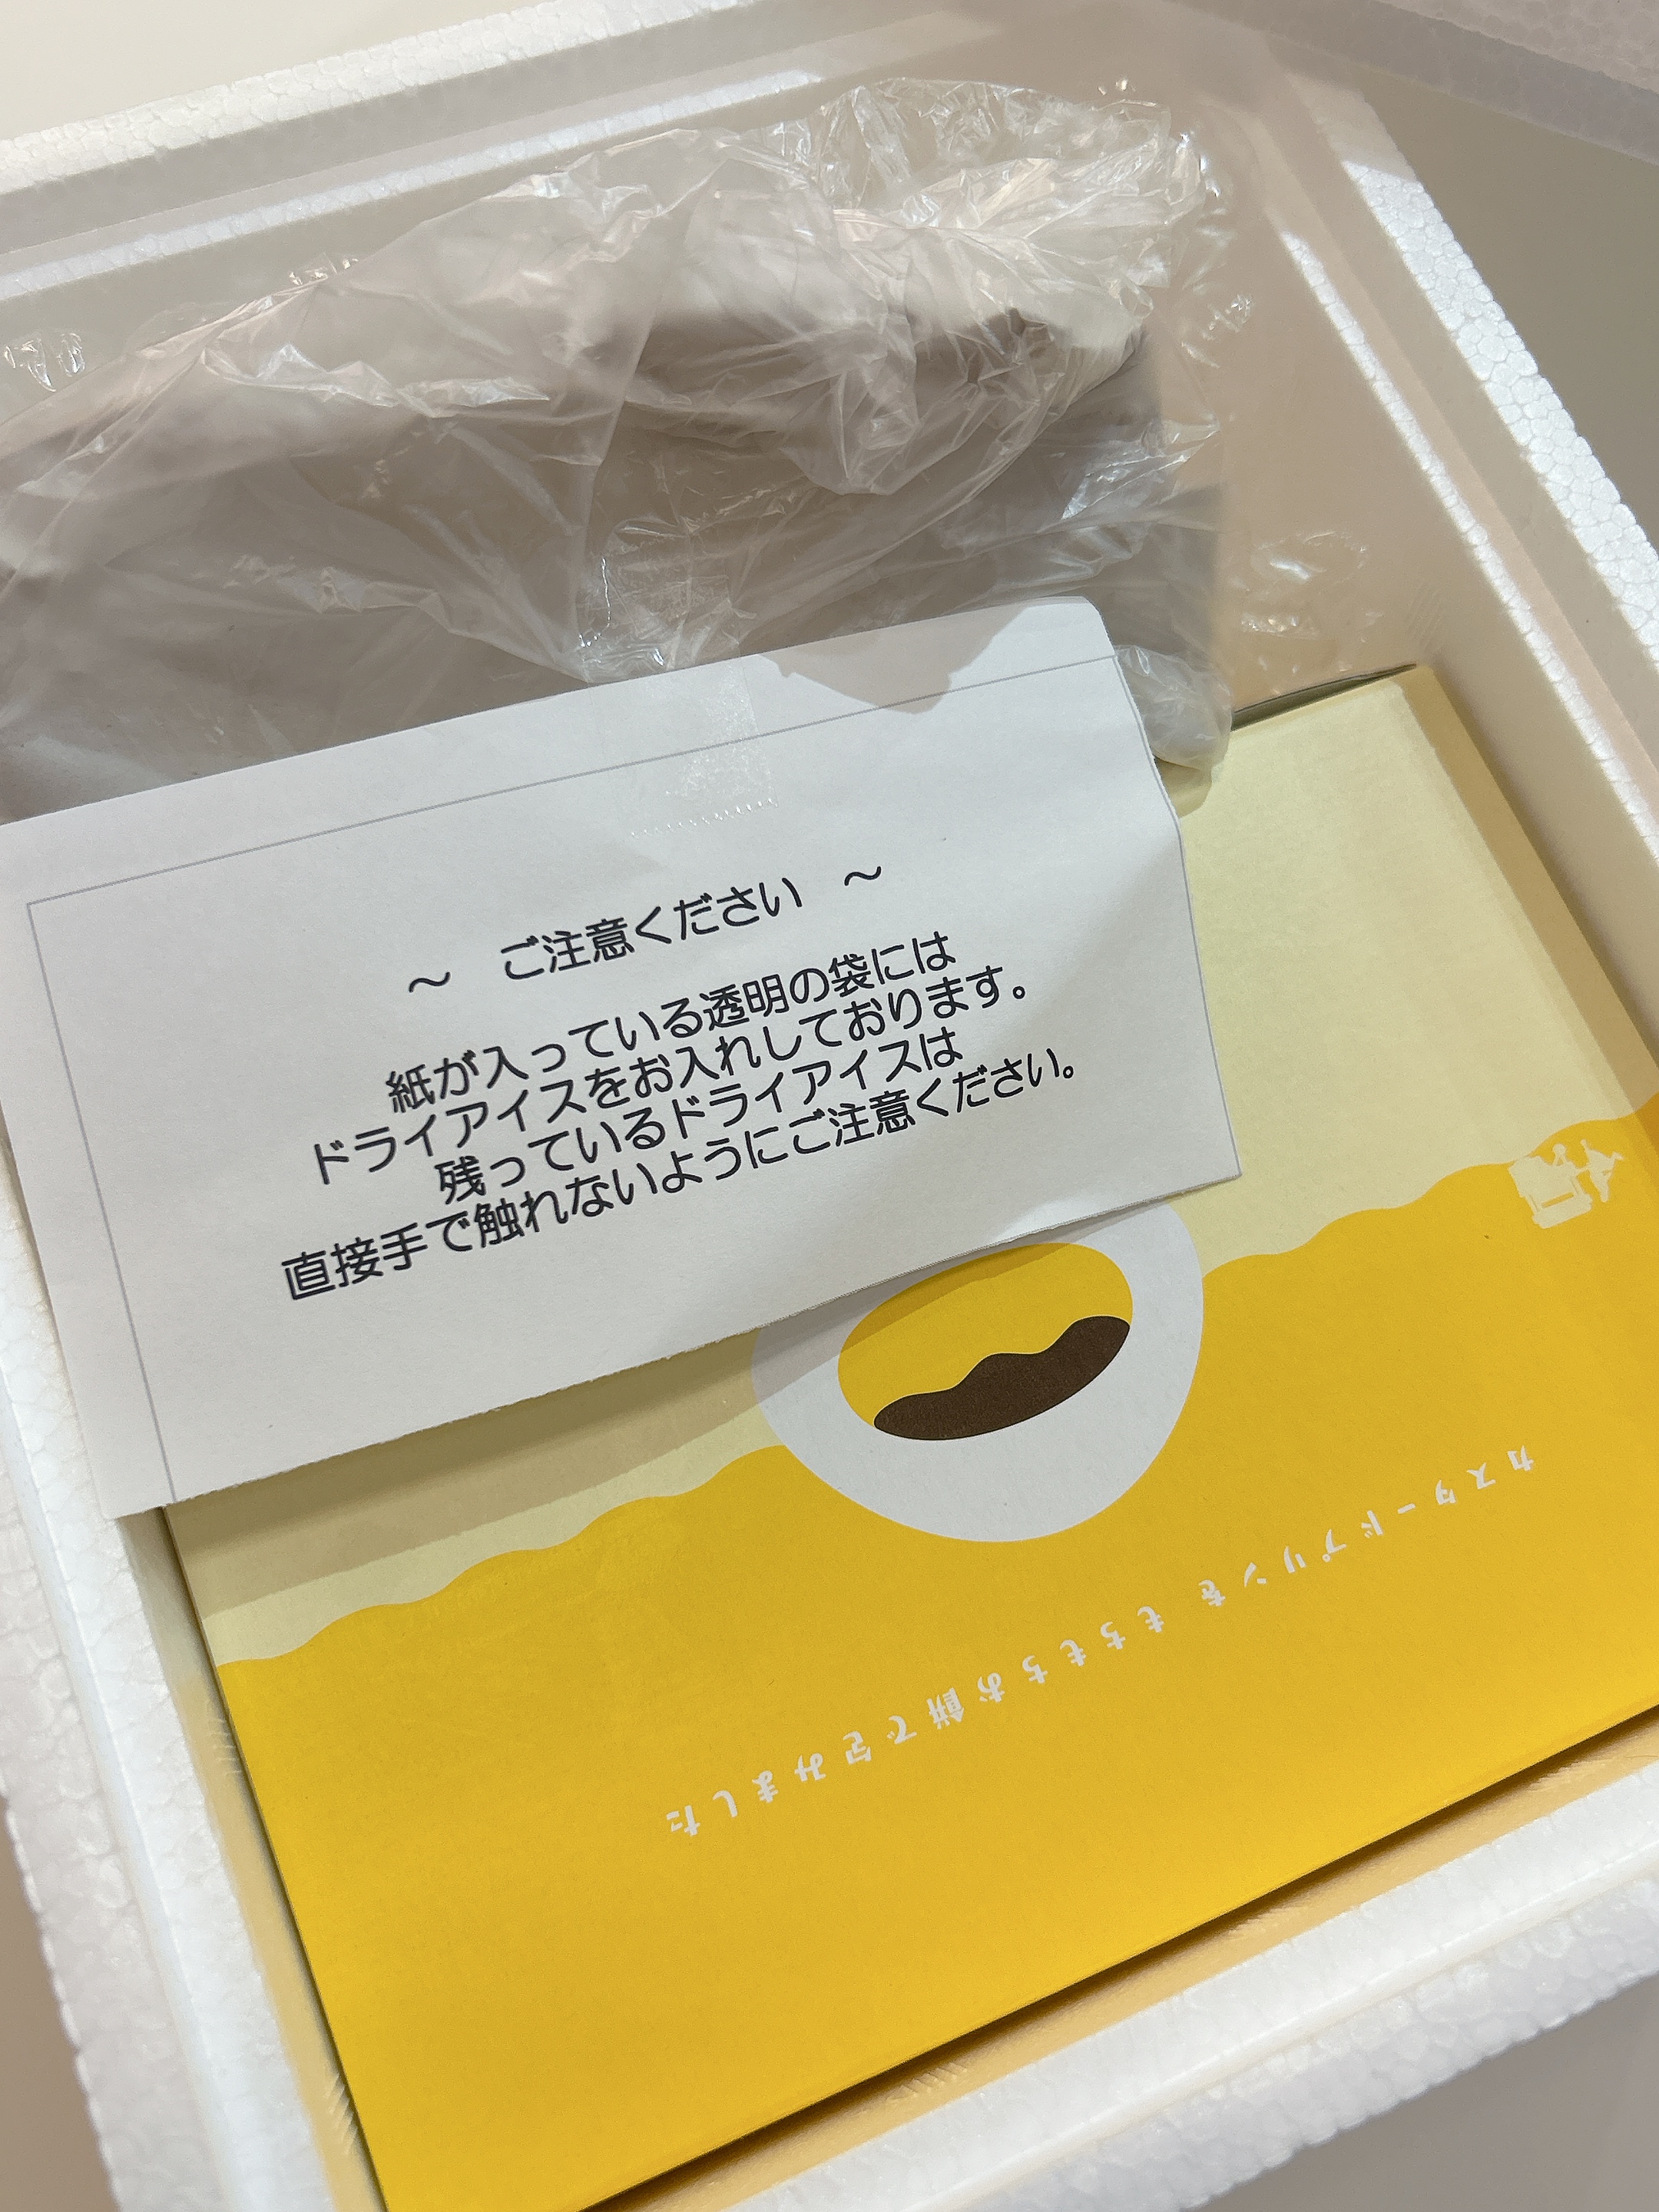 ～　ご注意ください　～
紙が入っている透明の袋には
ドライアイスをお入れしております。
残っているドライアイスは
直接手で触れないようにご注意ください。
カスタードプリンを もちもちお餅で包みました